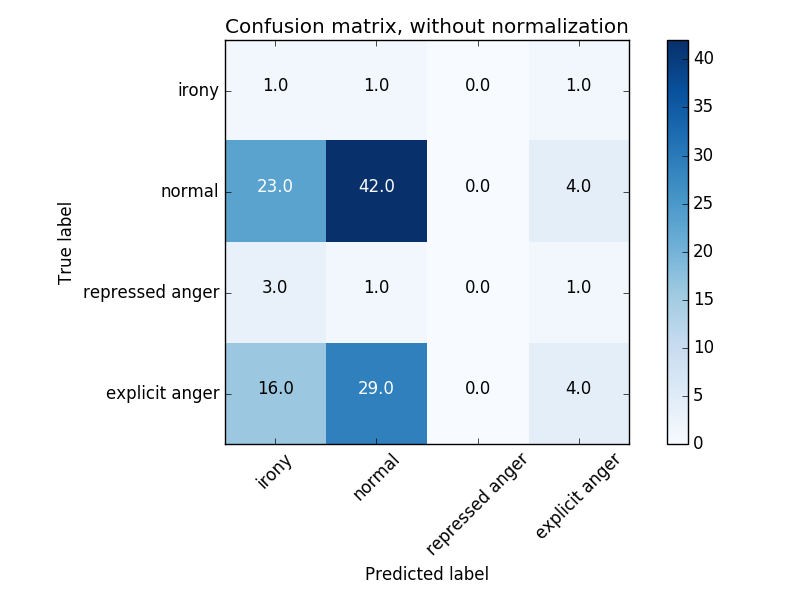 Confusion matrix, without normalization
irony 1.0 1.0 0.0 1.0
normal 23.0 42.0 0.0 4.0
repressed anger 3.0 1.0 0.0 1.0
explicit anger 16.0 29.0 0.0 4.0
irony normal repressed anger explicit anger
Predicted label
True label
40
35
30
25
20
15
10
5
0